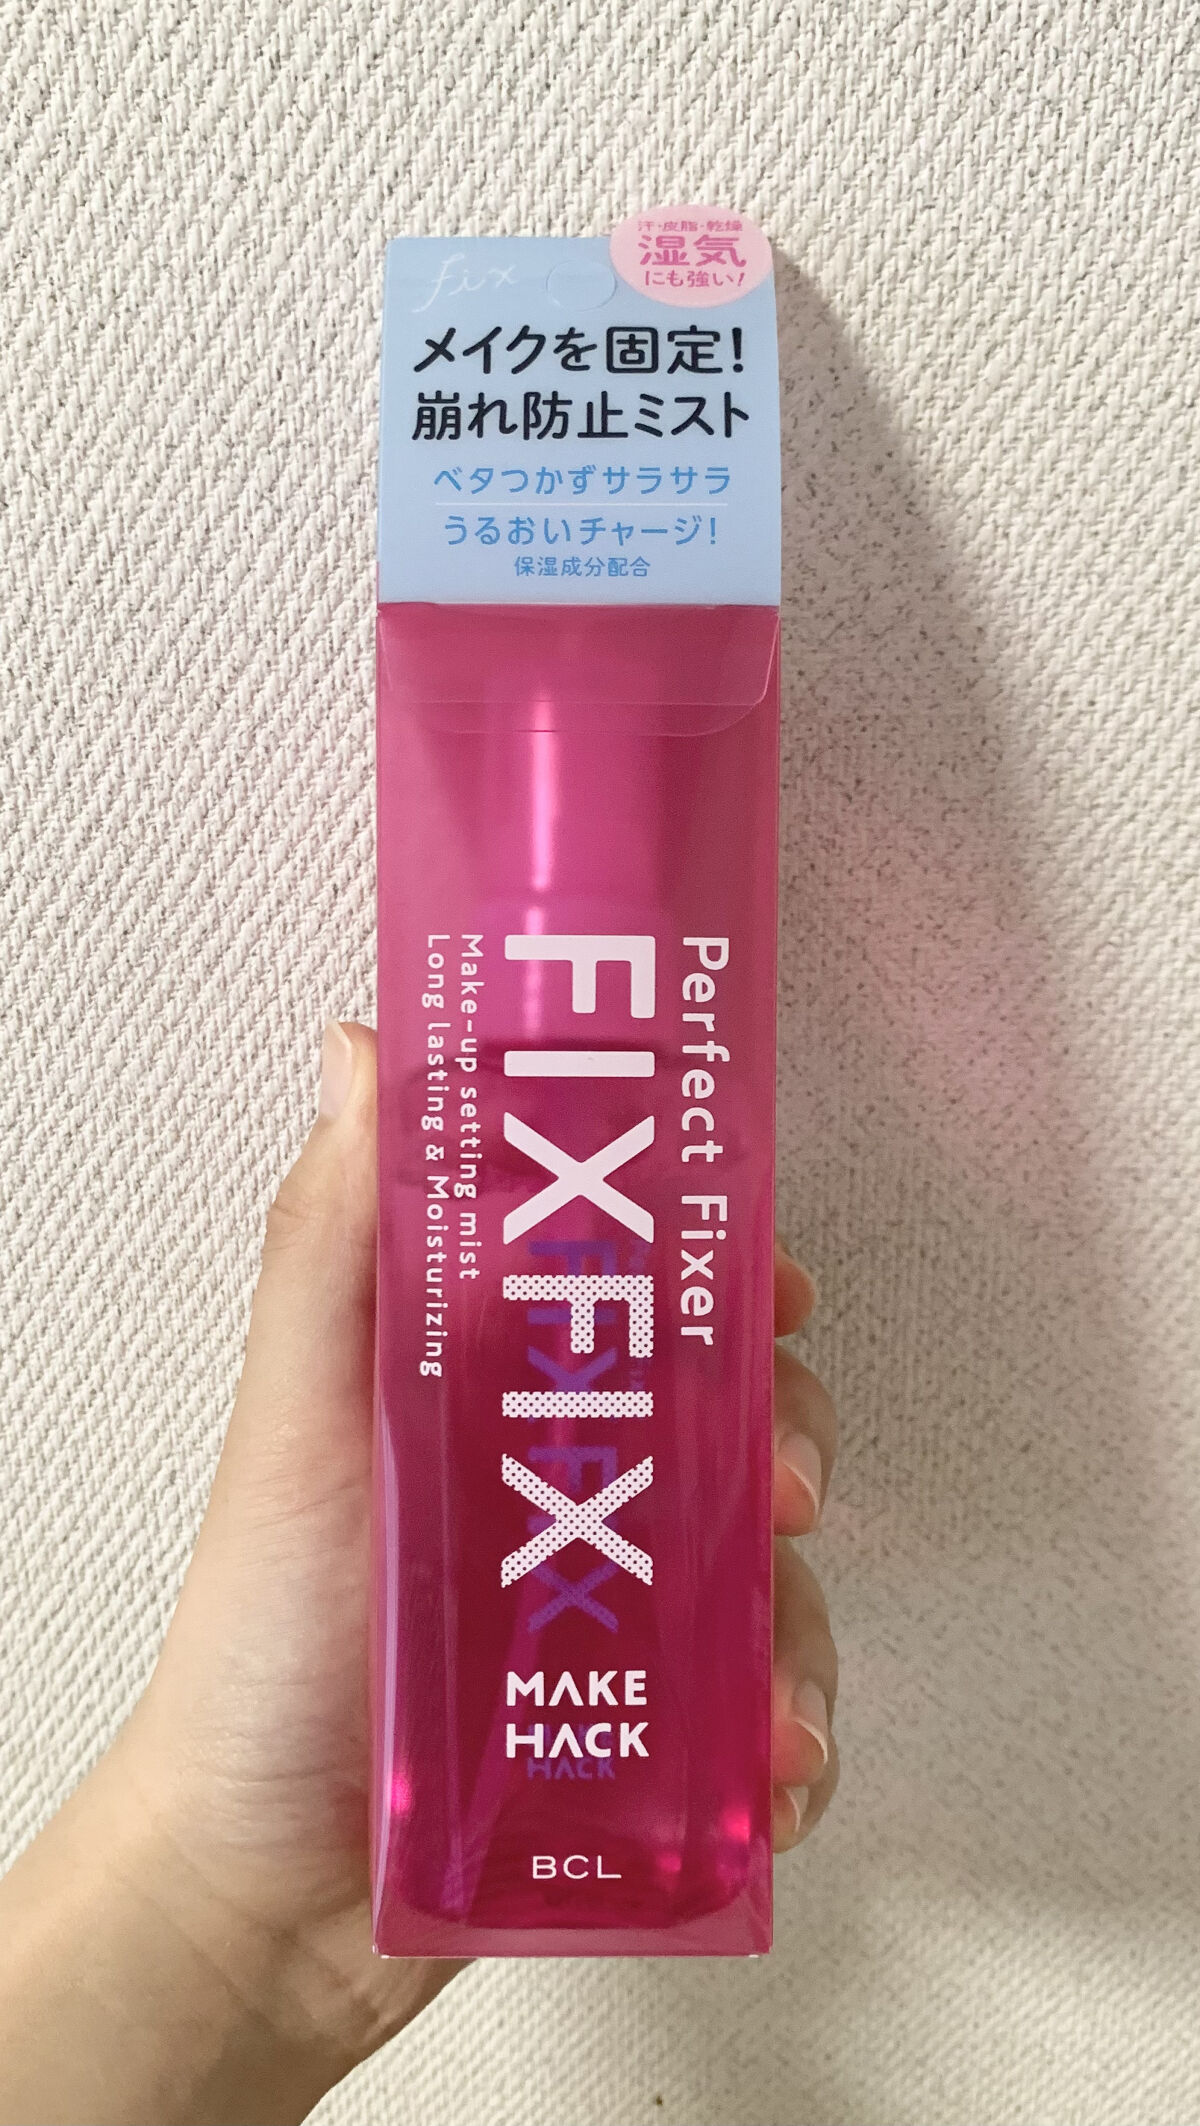 汗・皮脂・乾燥
湿気
にも強い!
fix
メイクを固定!
崩れ防止ミスト
ベタつかずサラサラ
うるおいチャージ!
保湿成分配合
Perfect Fixer
FIXFIX
Make-up setting mist
Long lasting & Moisturizing
MAKE
HACK
BCL
FIXFIX
MAKE
HACK